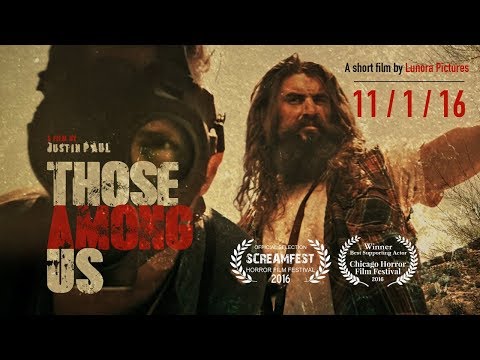 A short film by Lunora Pictures
11 / 1 / 16
A FILM BY
JUSTIN PAUL
THOSE
AMONG
US
OFFICIAL SELECTION
SCREAMFEST
HORROR FILM FESTIVAL
2016
Winner
Best Supporting Actor
Chicago Horror
Film Festival
2016